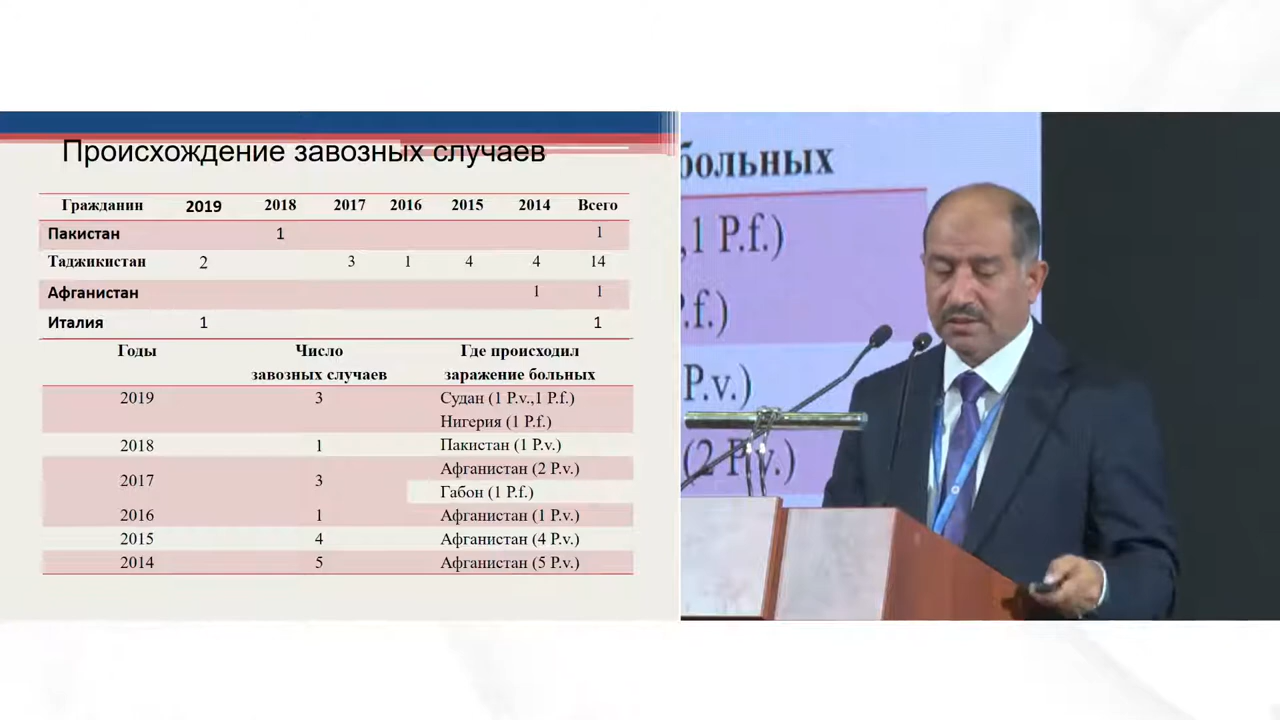 Происхождение завозных случаев
Гражданин 2019 2018 2017 2016 2015 2014 Всего
Пакистан 1 1
Таджикистан 2 3 1 4 4 14
Афганистан 1 1
Италия 1 1
Годы Число завозных случаев Где происходил заражение больных
2019 3 Судан (1 P.v.,1 P.f.)
Нигерия (1 P.f.)
2018 1 Пакистан (1 P.v.)
2017 3 Афганистан (2 P.v.)
Габон (1 P.f.)
2016 1 Афганистан (1 P.v.)
2015 4 Афганистан (4 P.v.)
2014 5 Афганистан (5 P.v.)
больных
,1 P.f.)
.f.)
P.v.)
(2 P.v.)